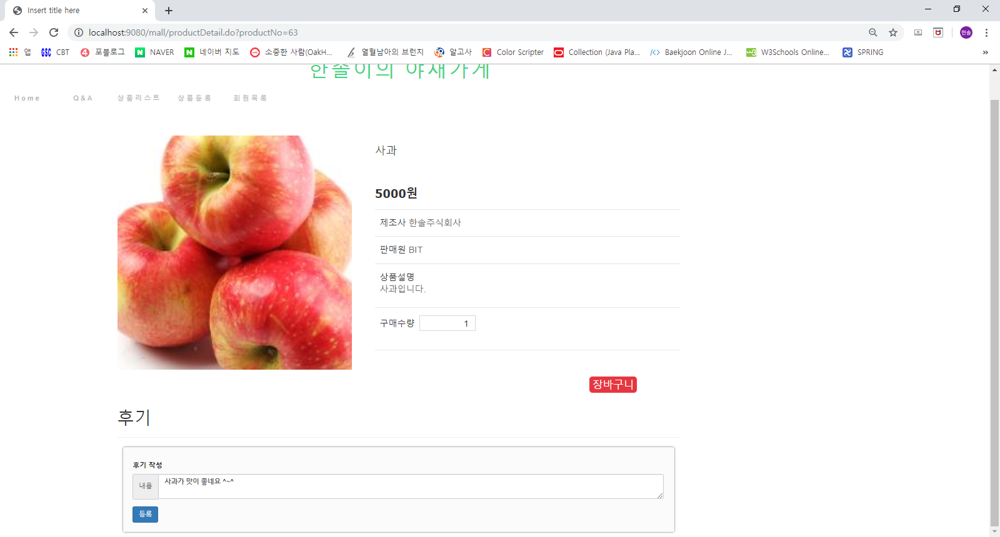 Insert title here
localhost:9080/mall/productDetail.do?productNo=63
한솔
앱 CBT 포블로그 NAVER 네이버 지도 소중한 사람(OakH... 열혈남아의 브런치 알고사 Color Scripter Collection (Java Pla... Baekjoon Online J... W3Schools Online... SPRING »
한솔이의 야채가게
Home Q&A 상품리스트 상품등록 회원목록
사과
5000원
제조사 한솔주식회사
판매원 BIT
상품설명
사과입니다.
구매수량 1
장바구니
후기
후기 작성
내용 사과가 맛이 좋네요 ^~^
등록